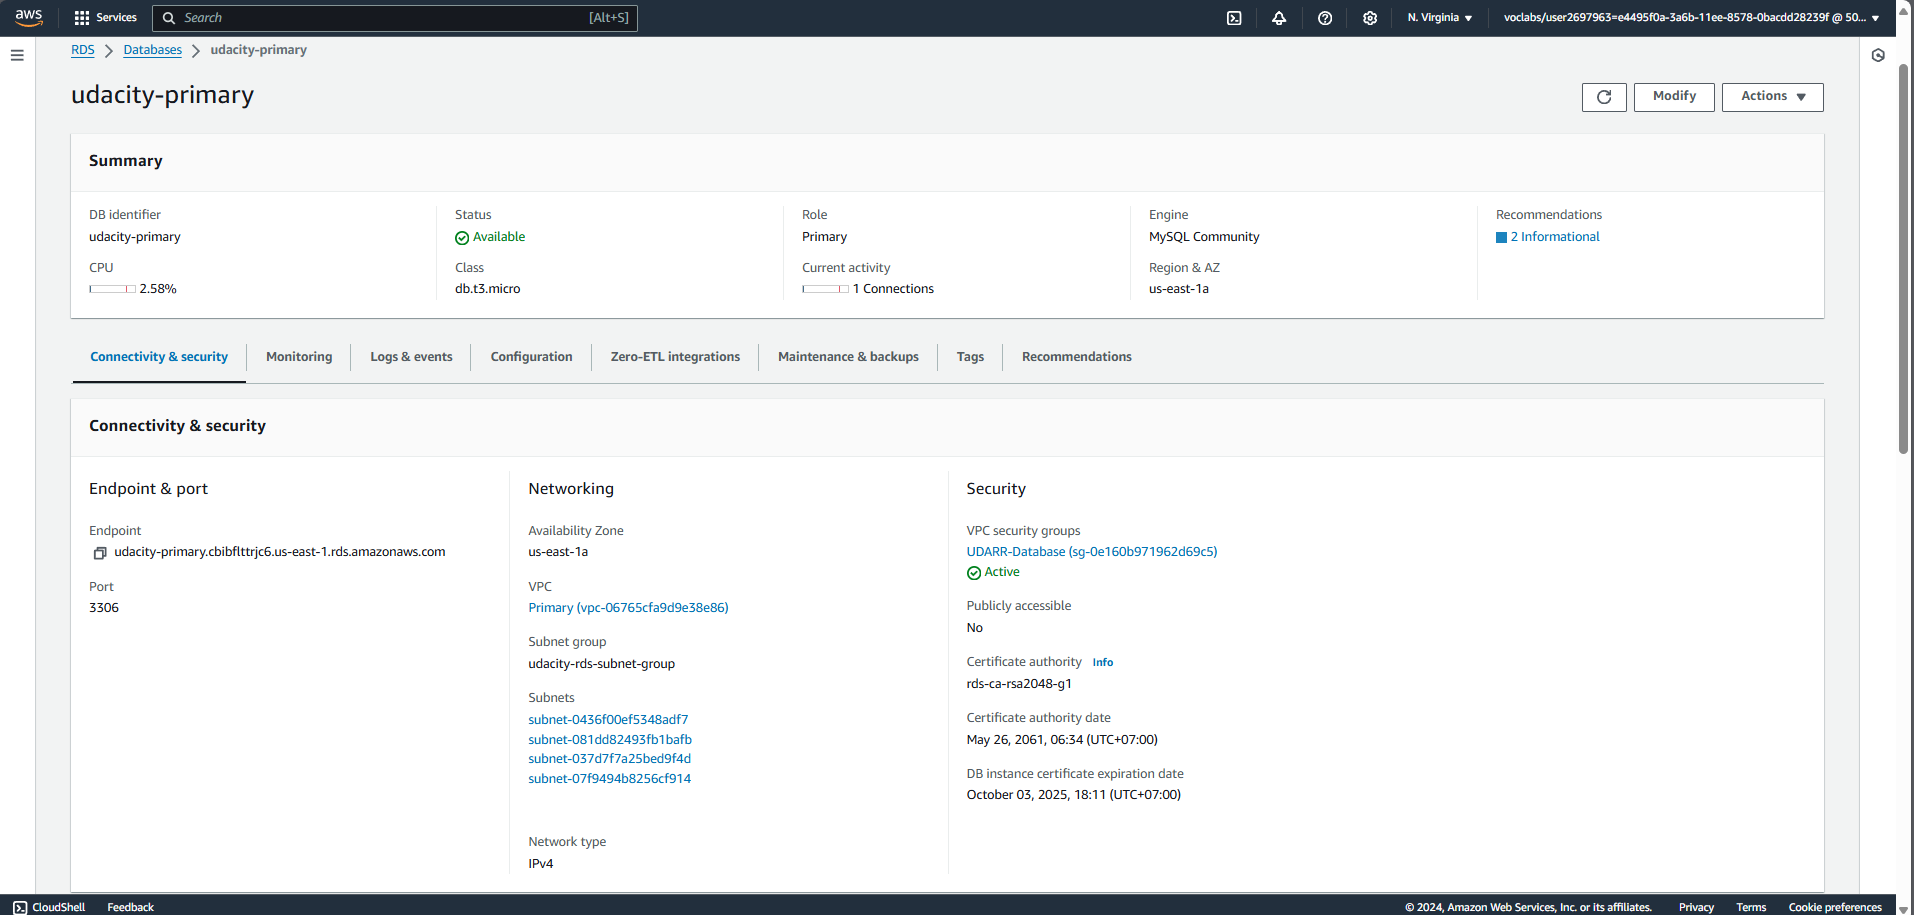 aws
Services
Search
[Alt+S]
N. Virginia
voclabs/user2697963=e4495f0a-3a6b-11ee-8578-0bacdd28239f @ 50...
RDS
Databases
udacity-primary
udacity-primary
Modify
Actions
Summary
DB identifier
udacity-primary
CPU
2.58%
Status
Available
Class
db.t3.micro
Role
Primary
Current activity
1 Connections
Engine
MySQL Community
Region & AZ
us-east-1a
Recommendations
2 Informational
Connectivity & security
Monitoring
Logs & events
Configuration
Zero-ETL integrations
Maintenance & backups
Tags
Recommendations
Connectivity & security
Endpoint & port
Endpoint
udacity-primary.cbibflttrjc6.us-east-1.rds.amazonaws.com
Port
3306
Networking
Availability Zone
us-east-1a
VPC
Primary (vpc-06765cfa9d9e38e86)
Subnet group
udacity-rds-subnet-group
Subnets
subnet-0436f00ef5348adf7
subnet-081dd82493fb1bafb
subnet-037d7f7a25bed9f4d
subnet-07f9494b8256cf914
Network type
IPv4
Security
VPC security groups
UDARR-Database (sg-0e160b971962d69c5)
Active
Publicly accessible
No
Certificate authority Info
rds-ca-rsa2048-g1
Certificate authority date
May 26, 2061, 06:34 (UTC+07:00)
DB instance certificate expiration date
October 03, 2025, 18:11 (UTC+07:00)
CloudShell
Feedback
© 2024, Amazon Web Services, Inc. or its affiliates.
Privacy
Terms
Cookie preferences